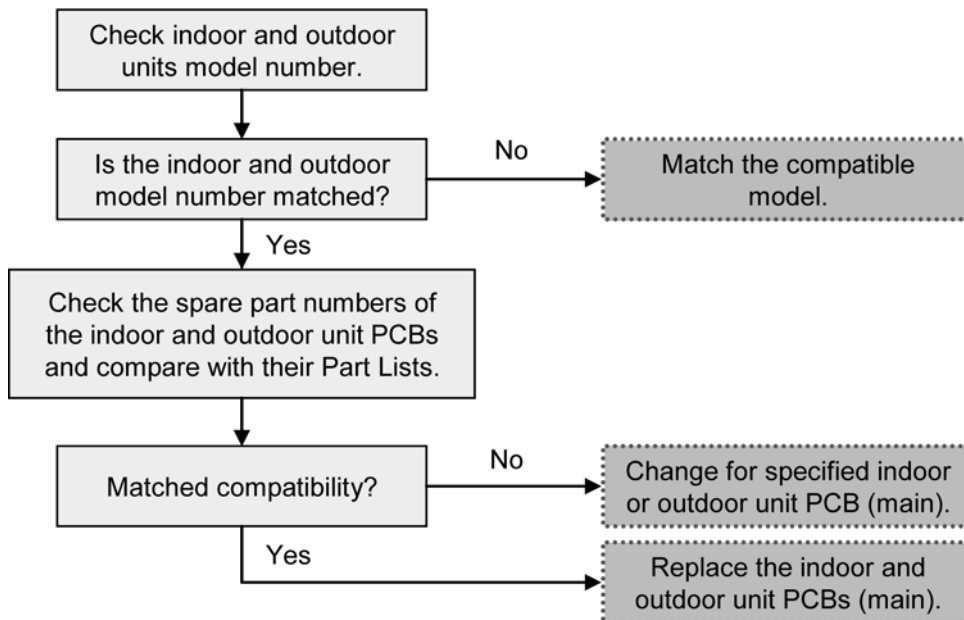 Check indoor and outdoor
units model number.
Is the indoor and outdoor
model number matched?
No
Match the compatible
model.
Yes
Check the spare part numbers of
the indoor and outdoor unit PCBs
and compare with their Part Lists.
Matched compatibility?
No
Change for specified indoor
or outdoor unit PCB (main).
Yes
Replace the indoor and
outdoor unit PCBs (main).